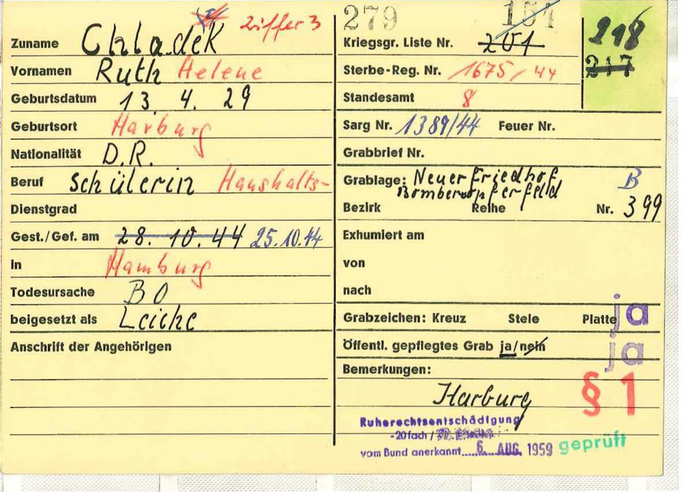 Ziffer 3
Zuname Chladek
Vornamen Ruth Helene
Geburtsdatum 13. 4. 29
Geburtsort Harburg
Nationalität D.R.
Beruf Schülerin Haushalts-
Dienstgrad
Gest./Gef. am 28. 10. 44 25.10.44
in Hamburg
Todesursache BO
beigesetzt als Leiche
Anschrift der Angehörigen
279 154
Kriegsgr. Liste Nr. 201
218
217
Sterbe-Reg. Nr. 1675/44
Standesamt 8
Sarg Nr. 1389/44 Feuer Nr.
Grabbrief Nr.
Grablage: Neuer Friedhof, B
Bomberopferfeld
Bezirk Reihe Nr. 399
Exhumiert am
von
nach
Grabzeichen: Kreuz Stele Platte ja
Öffentl. gepflegtes Grab ja/nein ja
Bemerkungen: § 1
Harburg
Ruherechtsentschädigung
-20fach /
vom Bund anerkannt 6. AUG. 1959 geprüft